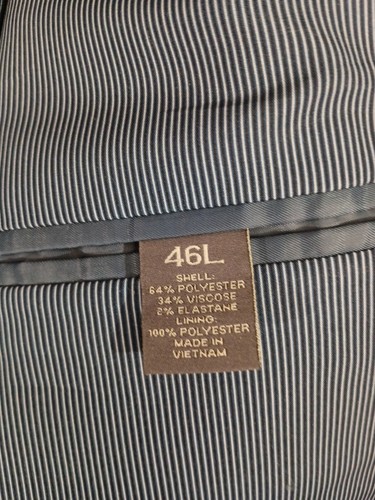 46L
SHELL:
64% POLYESTER
34% VISCOSE
2% ELASTANE
LINING:
100% POLYESTER
MADE IN
VIETNAM